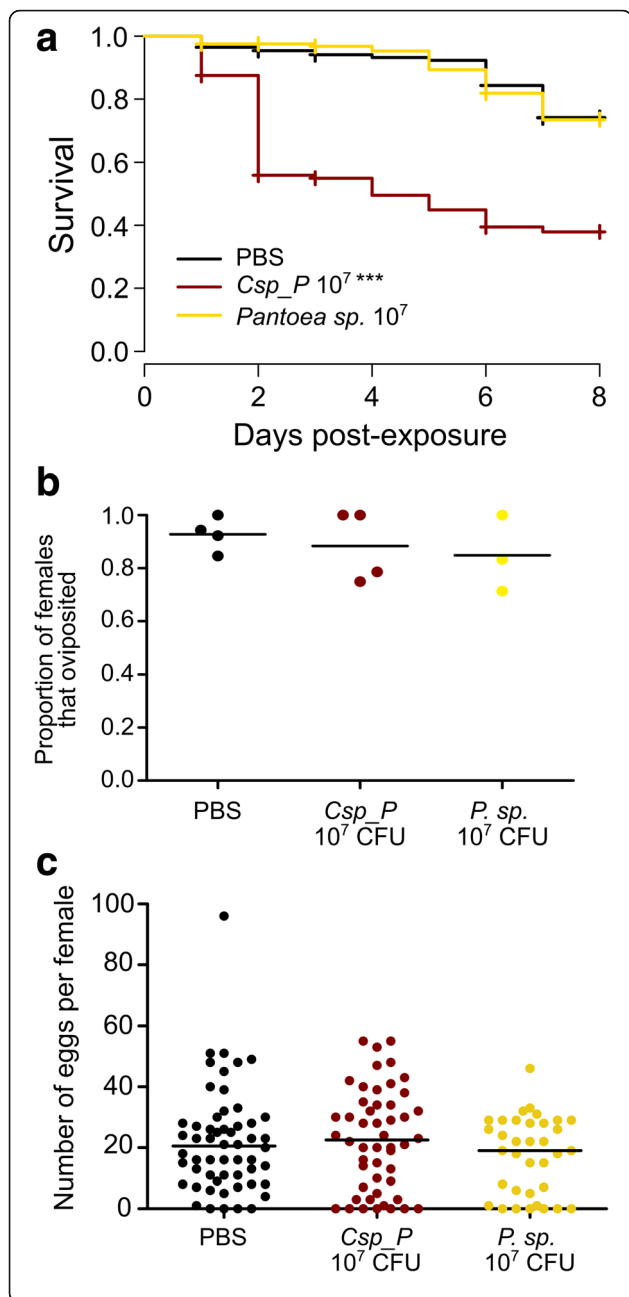 a
1.0
0.8
0.6
0.4
0.2
0.0
Survival
PBS
Csp_P 10⁷ ***
Pantoea sp. 10⁷
0 2 4 6 8
Days post-exposure
b
1.0
0.8
0.6
0.4
0.2
0.0
Proportion of females
that oviposited
PBS Csp_P P. sp.
10⁷ CFU 10⁷ CFU
c
100
80
60
40
20
0
Number of eggs per female
PBS Csp_P P. sp.
10⁷ CFU 10⁷ CFU